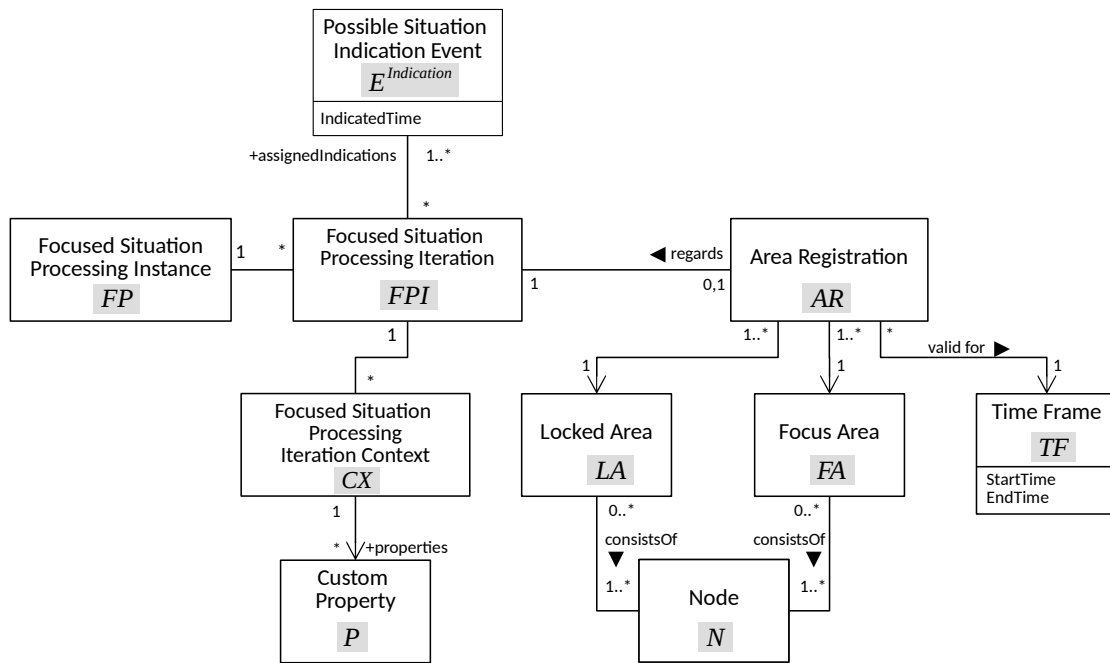 Possible Situation
Indication Event
E^Indication
IndicatedTime
+assignedIndications
1..*
*
Focused Situation
Processing Instance
FP
1
*
Focused Situation
Processing Iteration
FPI
1
◀ regards
0,1
Area Registration
AR
1
*
1..*
1
1..*
1
*
valid for ▶
1
Focused Situation
Processing
Iteration Context
CX
Locked Area
LA
Focus Area
FA
Time Frame
TF
StartTime
EndTime
1
*
+properties
0..*
consistsOf
1..*
0..*
consistsOf
1..*
Custom
Property
P
Node
N